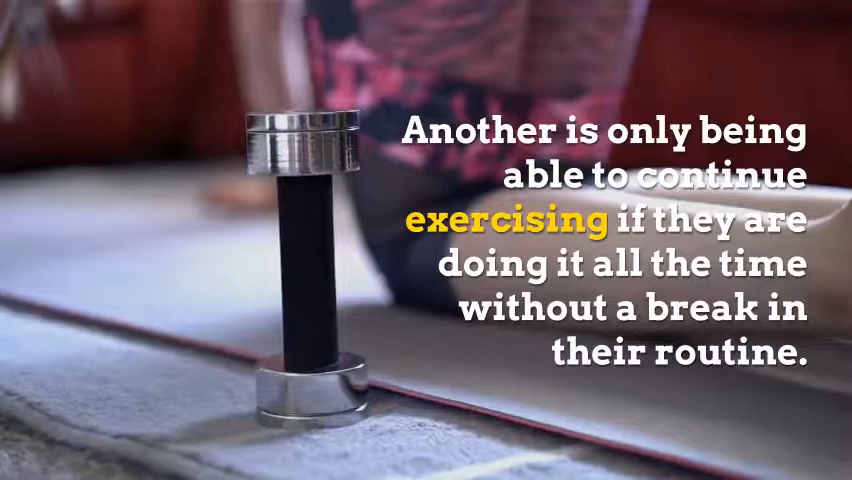 Another is only being
able to continue
exercising if they are
doing it all the time
without a break in
their routine.